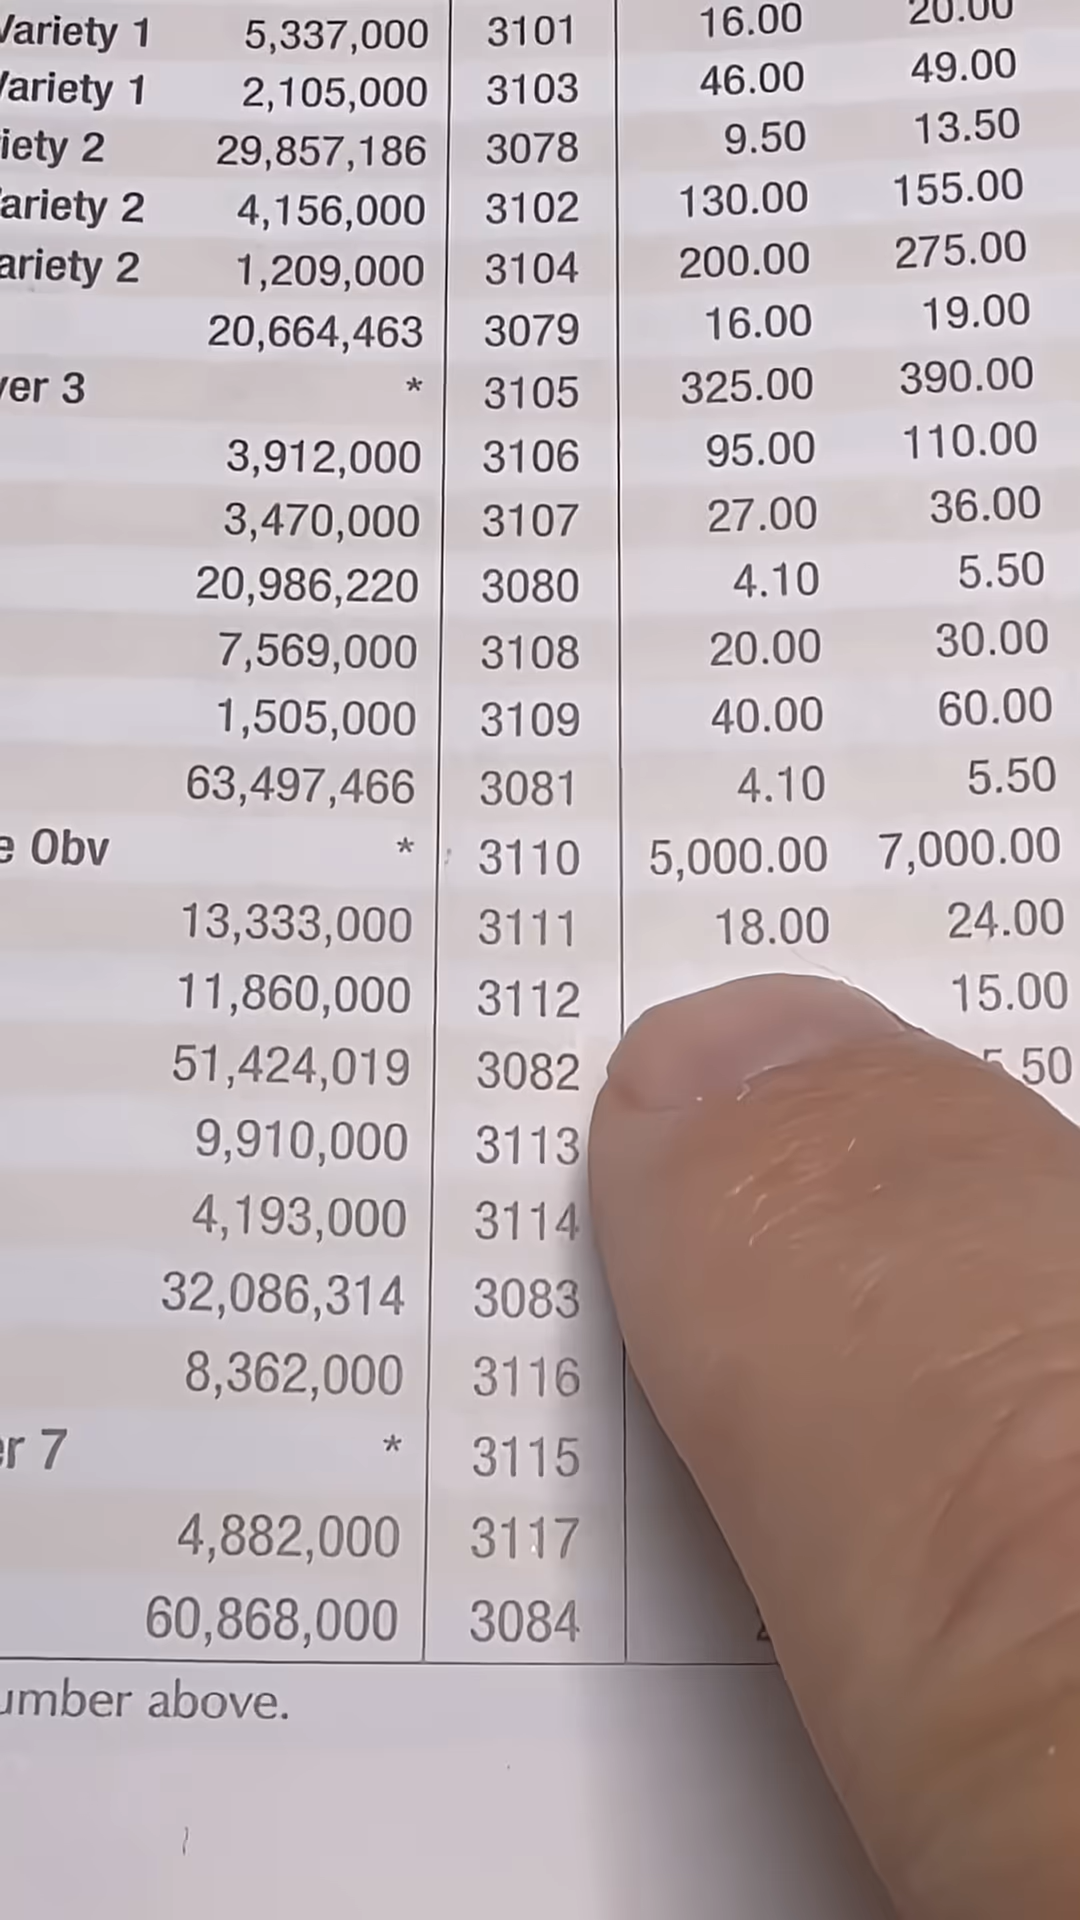 Variety 1 5,337,000 3101 16.00 20.00
Variety 1 2,105,000 3103 46.00 49.00
iety 2 29,857,186 3078 9.50 13.50
ariety 2 4,156,000 3102 130.00 155.00
ariety 2 1,209,000 3104 200.00 275.00
20,664,463 3079 16.00 19.00
ver 3 * 3105 325.00 390.00
3,912,000 3106 95.00 110.00
3,470,000 3107 27.00 36.00
20,986,220 3080 4.10 5.50
7,569,000 3108 20.00 30.00
1,505,000 3109 40.00 60.00
63,497,466 3081 4.10 5.50
e Obv * 3110 5,000.00 7,000.00
13,333,000 3111 18.00 24.00
11,860,000 3112 15.00
51,424,019 3082 5.50
9,910,000 3113
4,193,000 3114
32,086,314 3083
8,362,000 3116
er 7 * 3115
4,882,000 3117
60,868,000 3084
umber above.